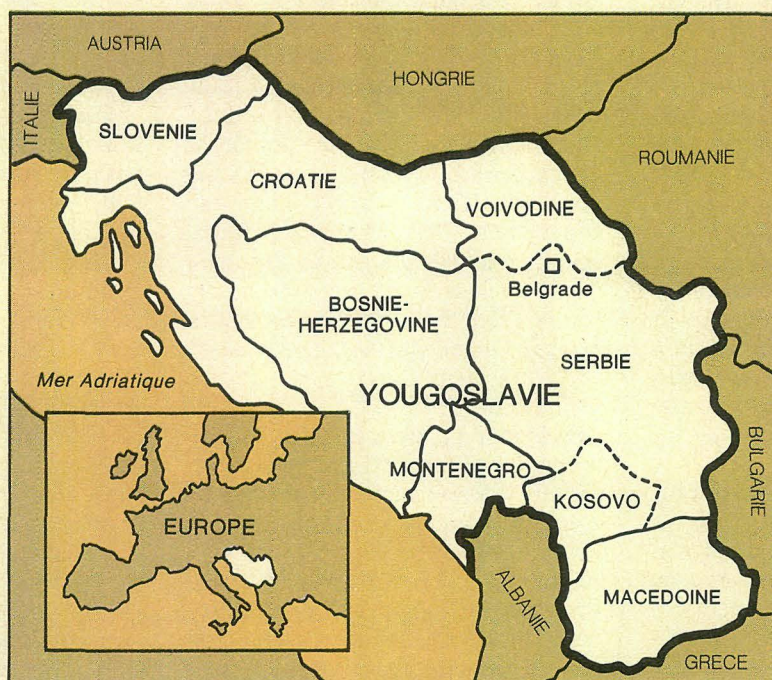 AUSTRIA
HONGRIE
ITALIE
SLOVENIE
ROUMANIE
CROATIE
VOIVODINE
Belgrade
BOSNIE-
HERZEGOVINE
SERBIE
Mer Adriatique
YOUGOSLAVIE
BULGARIE
MONTENEGRO
KOSOVO
EUROPE
ALBANIE
MACEDOINE
GRECE